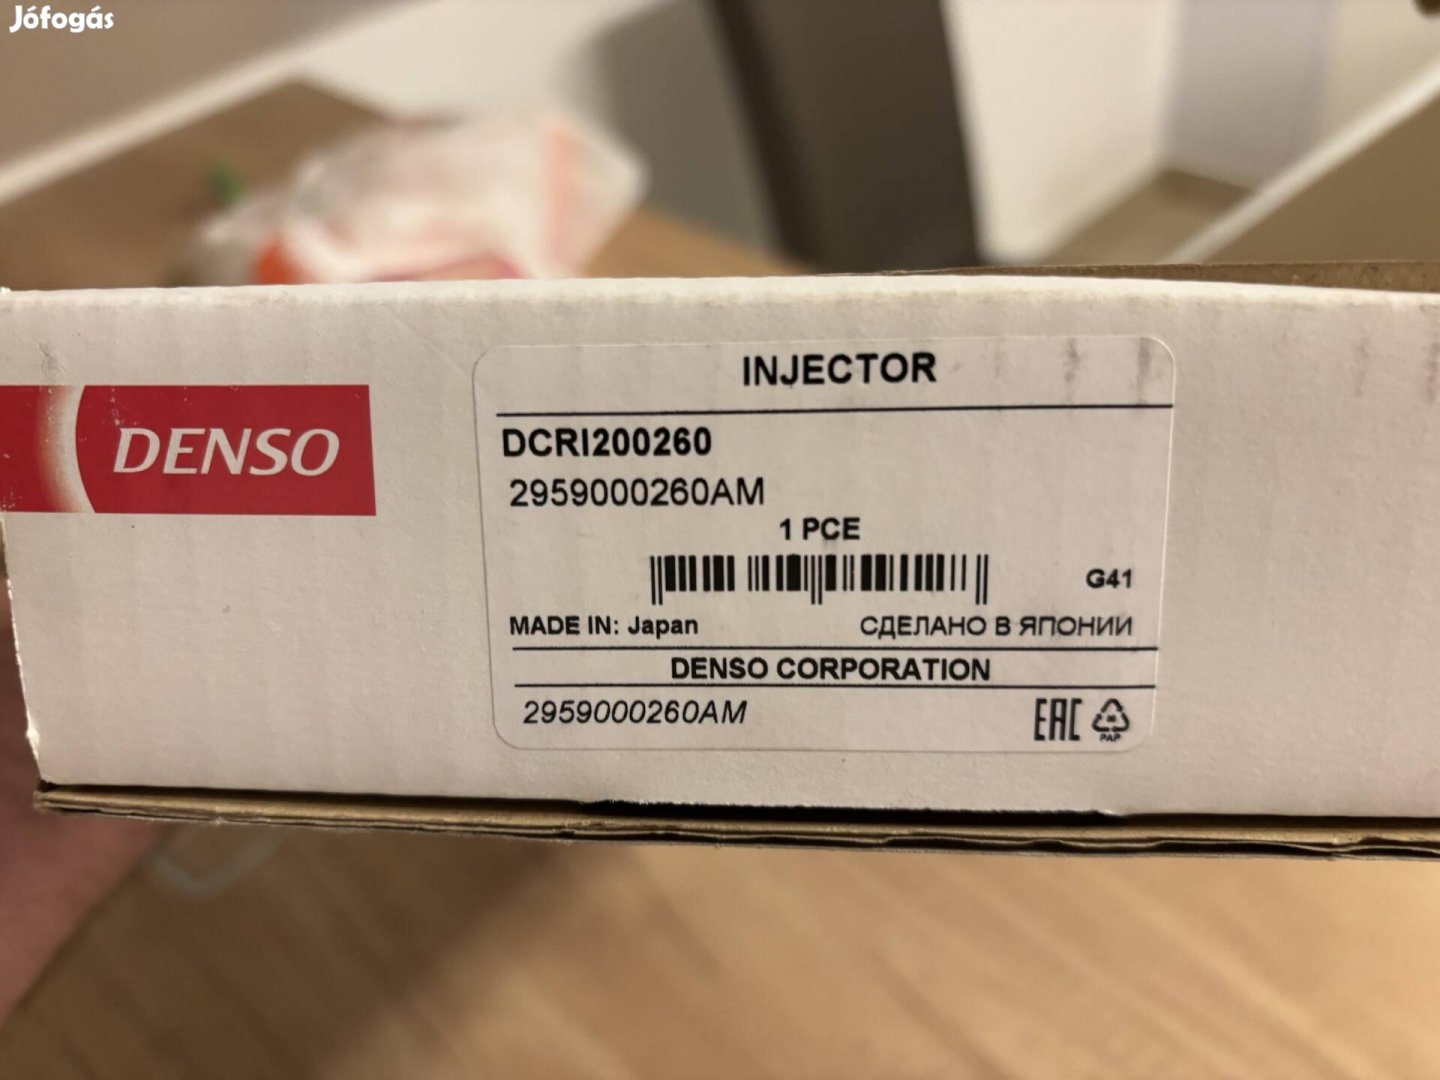 Jófogás
DENSO
INJECTOR
DCRI200260
2959000260AM
1 PCE
G41
MADE IN: Japan СДЕЛАНО В ЯПОНИИ
DENSO CORPORATION
2959000260AM
EAC
PAP